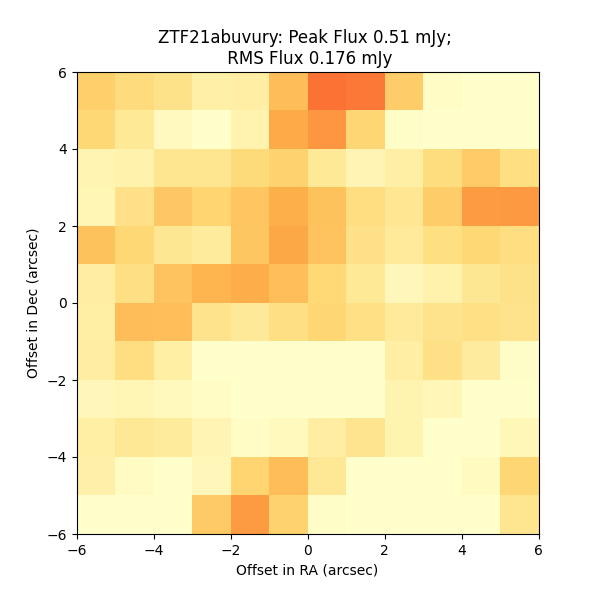 ZTF21abuvury: Peak Flux 0.51 mJy;
RMS Flux 0.176 mJy
6
4
2
0
−2
−4
−6
Offset in Dec (arcsec)
−6 −4 −2 0 2 4 6
Offset in RA (arcsec)